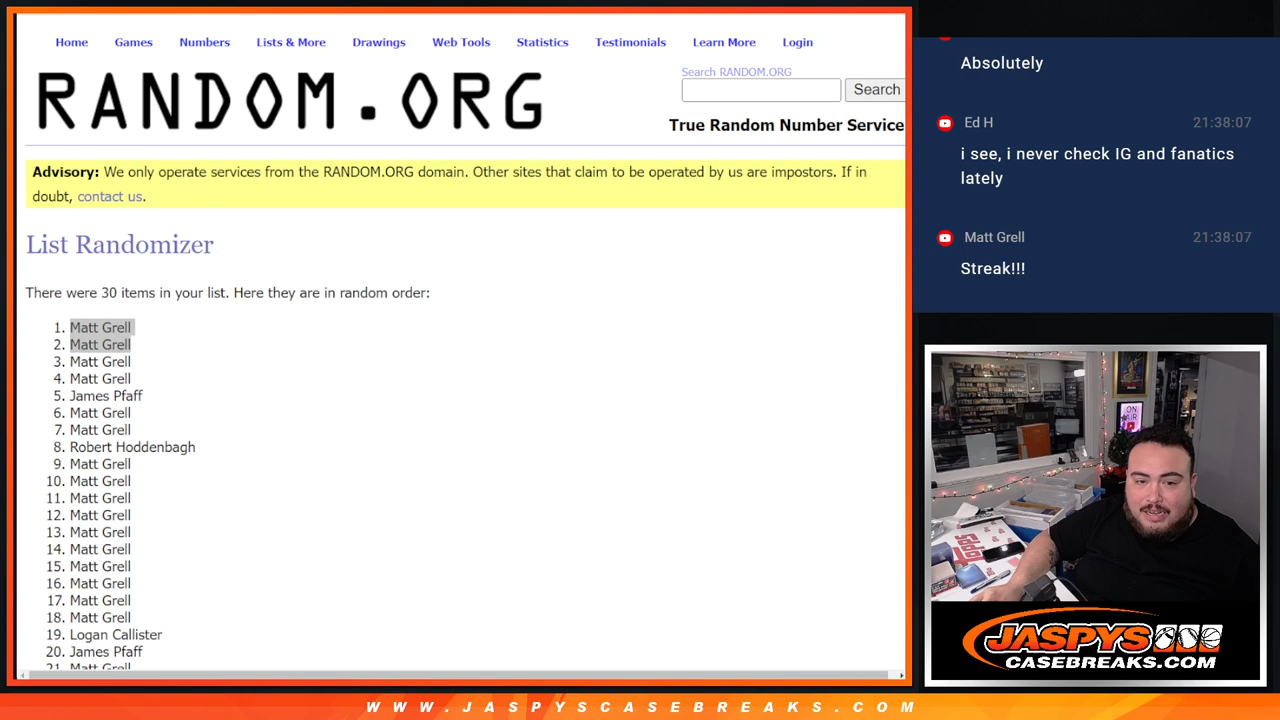 Home Games Numbers Lists & More Drawings Web Tools Statistics Testimonials Learn More Login
RANDOM.ORG
Search RANDOM.ORG
Search
True Random Number Service
Advisory: We only operate services from the RANDOM.ORG domain. Other sites that claim to be operated by us are impostors. If in
doubt, contact us.
List Randomizer
There were 30 items in your list. Here they are in random order:
1. Matt Grell
2. Matt Grell
3. Matt Grell
4. Matt Grell
5. James Pfaff
6. Matt Grell
7. Matt Grell
8. Robert Hoddenbagh
9. Matt Grell
10. Matt Grell
11. Matt Grell
12. Matt Grell
13. Matt Grell
14. Matt Grell
15. Matt Grell
16. Matt Grell
17. Matt Grell
18. Matt Grell
19. Logan Callister
20. James Pfaff
21. Matt Grell
Absolutely
Ed H 21:38:07
i see, i never check IG and fanatics
lately
Matt Grell 21:38:07
Streak!!!
ON
AIR
topps
JASPYS
CASEBREAKS.COM
WWW.JASPYSCASEBREAKS.COM